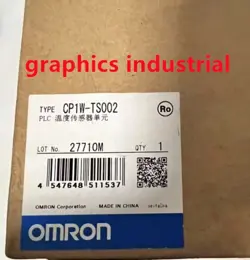 graphics industrial
TYPE CP1W-TS002
PLC 温度传感器单元
Ro
LOT No. 27710M QTY 1
4 547648 511537
OMRON Corporation MADE IN CHINA
OMRON